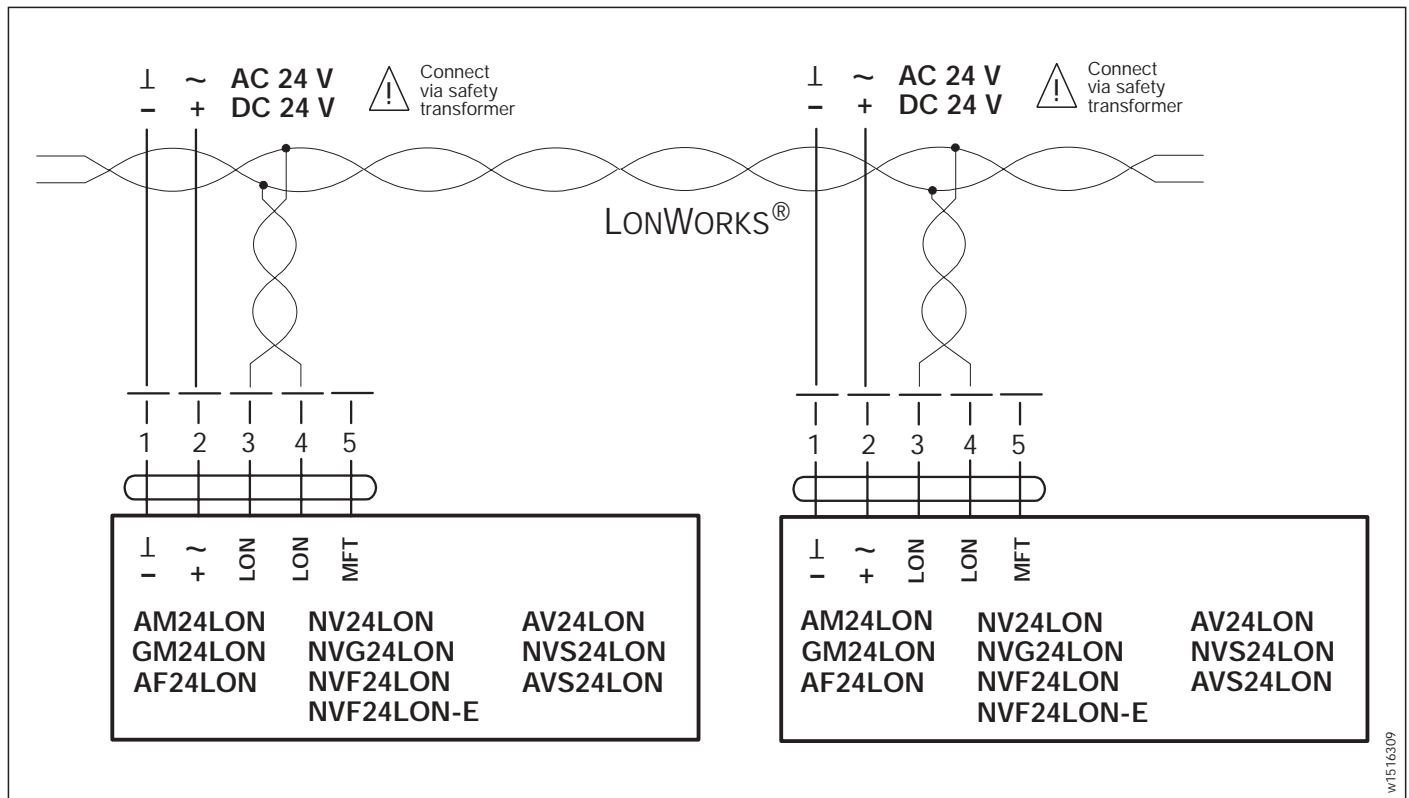 ⊥ ~ AC 24 V
– + DC 24 V
Connect
via safety
transformer
⊥ ~ AC 24 V
– + DC 24 V
Connect
via safety
transformer
LONWORKS®
1 2 3 4 5
1 2 3 4 5
⊥ ~ LON LON MFT
– +
AM24LON NV24LON AV24LON
GM24LON NVG24LON NVS24LON
AF24LON NVF24LON AVS24LON
NVF24LON-E
⊥ ~ LON LON MFT
– +
AM24LON NV24LON AV24LON
GM24LON NVG24LON NVS24LON
AF24LON NVF24LON AVS24LON
NVF24LON-E
w1516309